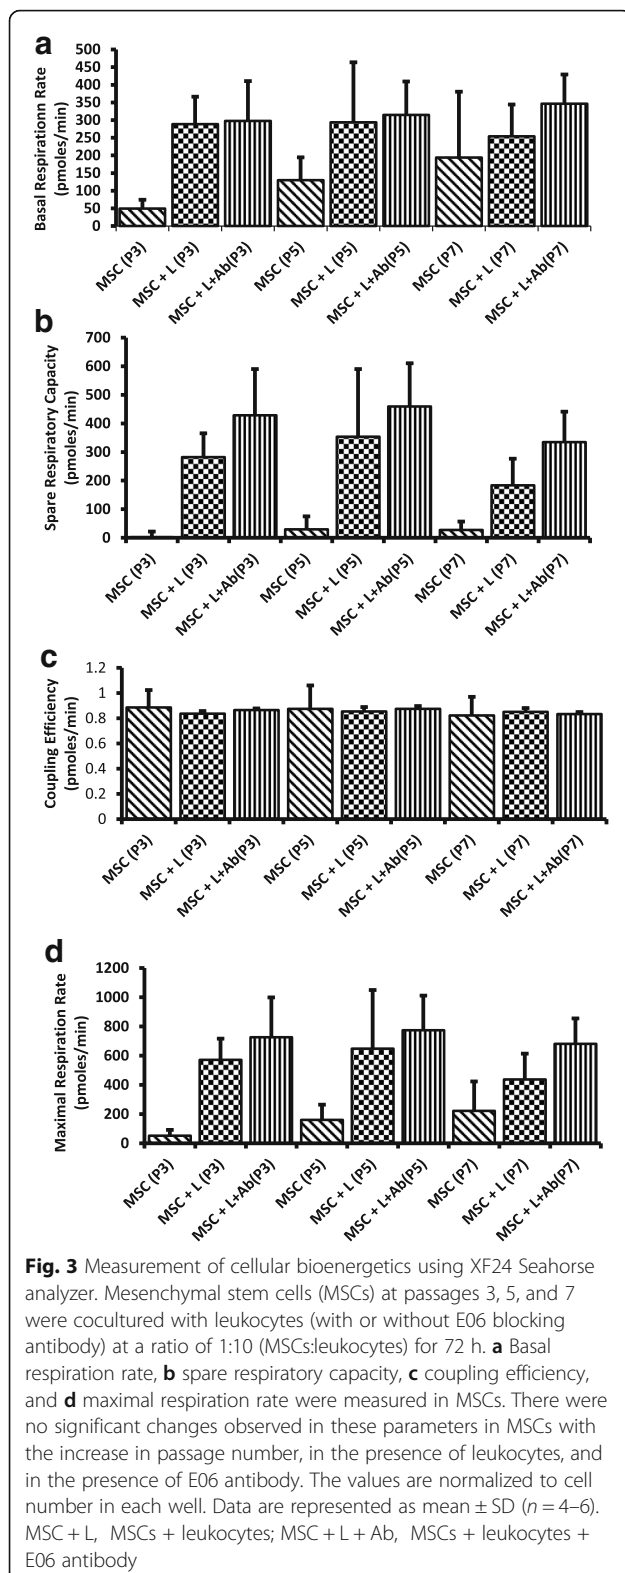 a
500
450
400
350
300
250
200
150
100
50
0
Basal Respirationn Rate
(pmoles/min)
MSC (P3)
MSC + L (P3)
MSC + L+Ab(P3)
MSC (P5)
MSC + L (P5)
MSC + L+Ab(P5)
MSC (P7)
MSC + L (P7)
MSC + L+Ab(P7)
b
700
600
500
400
300
200
100
0
Spare Respiratory Capacity
(pmoles/min)
MSC (P3)
MSC + L (P3)
MSC + L+Ab(P3)
MSC (P5)
MSC + L (P5)
MSC + L+Ab(P5)
MSC (P7)
MSC + L (P7)
MSC + L+Ab(P7)
c
1.2
1
0.8
0.6
0.4
0.2
0
Coupling Efficiency
(pmoles/min)
MSC (P3)
MSC + L (P3)
MSC + L+Ab(P3)
MSC (P5)
MSC + L (P5)
MSC + L+Ab(P5)
MSC (P7)
MSC + L (P7)
MSC + L+Ab(P7)
d
1200
1000
800
600
400
200
0
Maximal Respiration Rate
(pmoles/min)
MSC (P3)
MSC + L (P3)
MSC + L+Ab(P3)
MSC (P5)
MSC + L (P5)
MSC + L+Ab(P5)
MSC (P7)
MSC + L (P7)
MSC + L+Ab(P7)
Fig. 3 Measurement of cellular bioenergetics using XF24 Seahorse
analyzer. Mesenchymal stem cells (MSCs) at passages 3, 5, and 7
were cocultured with leukocytes (with or without E06 blocking
antibody) at a ratio of 1:10 (MSCs:leukocytes) for 72 h. a Basal
respiration rate, b spare respiratory capacity, c coupling efficiency,
and d maximal respiration rate were measured in MSCs. There were
no significant changes observed in these parameters in MSCs with
the increase in passage number, in the presence of leukocytes, and
in the presence of E06 antibody. The values are normalized to cell
number in each well. Data are represented as mean ± SD (n = 4–6).
MSC + L, MSCs + leukocytes; MSC + L + Ab, MSCs + leukocytes +
E06 antibody